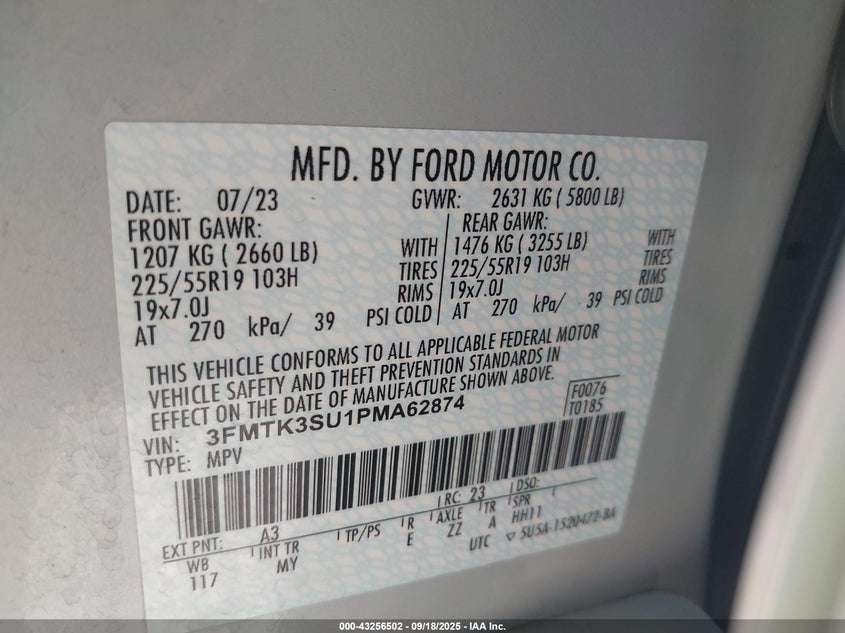 MFD. BY FORD MOTOR CO.
DATE: 07/23 GVWR: 2631 KG ( 5800 LB)
FRONT GAWR: REAR GAWR:
1207 KG ( 2660 LB) WITH 1476 KG ( 3255 LB) WITH
225/55R19 103H TIRES 225/55R19 103H TIRES
19x7.0J RIMS 19x7.0J RIMS
AT 270 kPa/ 39 PSI COLD AT 270 kPa/ 39 PSI COLD
THIS VEHICLE CONFORMS TO ALL APPLICABLE FEDERAL MOTOR
VEHICLE SAFETY AND THEFT PREVENTION STANDARDS IN
EFFECT ON THE DATE OF MANUFACTURE SHOWN ABOVE.
F0076
T0185
VIN: 3FMTK3SU1PMA62874
TYPE: MPV
EXT PNT: A3 RC: 23 DSO:
WB INT TR TP/PS R AXLE TR SPR
117 MY E ZZ A HH11
UTC 5U5A-1520472-BA
000-43256502 - 09/18/2025 - IAA Inc.